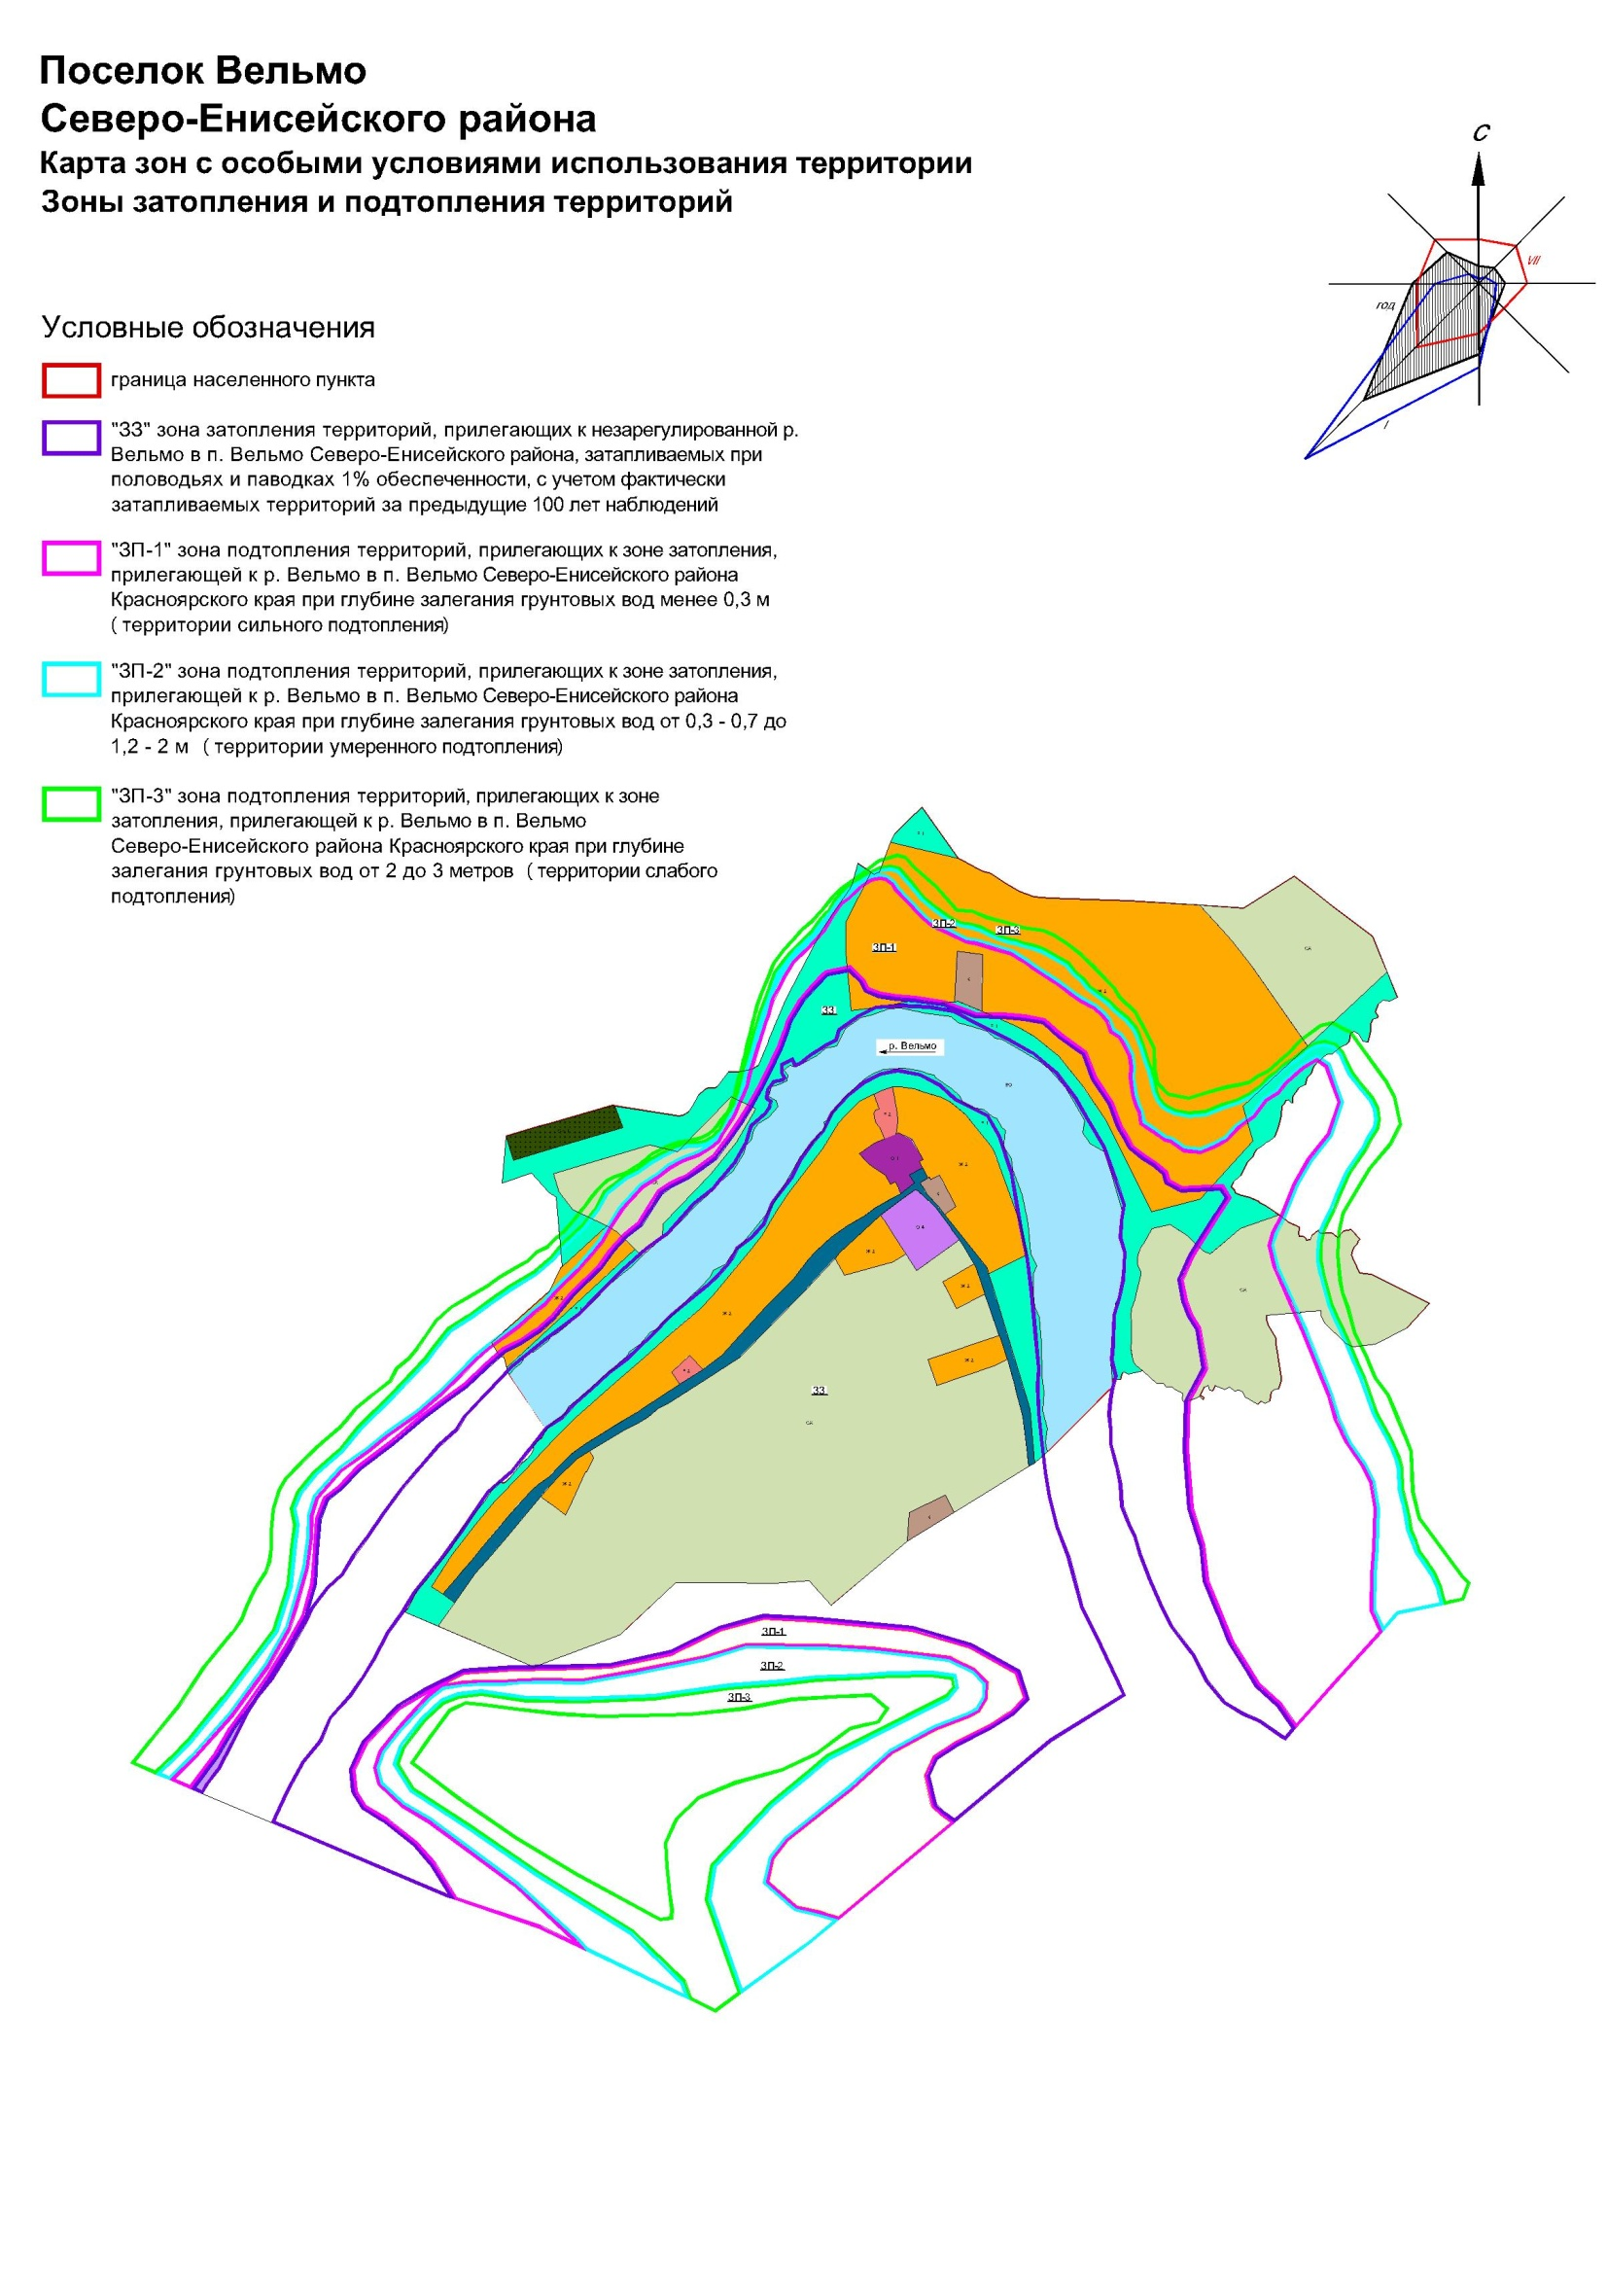 Поселок Вельмо
Северо-Енисейского района
Карта зон с особыми условиями использования территории
Зоны затопления и подтопления территорий
С
VII
год
I
Условные обозначения
граница населенного пункта
"ЗЗ" зона затопления территорий, прилегающих к незарегулированной р.
Вельмо в п. Вельмо Северо-Енисейского района, затапливаемых при
половодьях и паводках 1% обеспеченности, с учетом фактически
затапливаемых территорий за предыдущие 100 лет наблюдений
"ЗП-1" зона подтопления территорий, прилегающих к зоне затопления,
прилегающей к р. Вельмо в п. Вельмо Северо-Енисейского района
Красноярского края при глубине залегания грунтовых вод менее 0,3 м
( территории сильного подтопления)
"ЗП-2" зона подтопления территорий, прилегающих к зоне затопления,
прилегающей к р. Вельмо в п. Вельмо Северо-Енисейского района
Красноярского края при глубине залегания грунтовых вод от 0,3 - 0,7 до
1,2 - 2 м ( территории умеренного подтопления)
"ЗП-3" зона подтопления территорий, прилегающих к зоне
затопления, прилегающей к р. Вельмо в п. Вельмо
Северо-Енисейского района Красноярского края при глубине
залегания грунтовых вод от 2 до 3 метров ( территории слабого
подтопления)
ЗП-2
ЗП-3
ЗП-1
ЗЗ
р. Вельмо
ЗЗ
ЗП-1
ЗП-2
ЗП-3